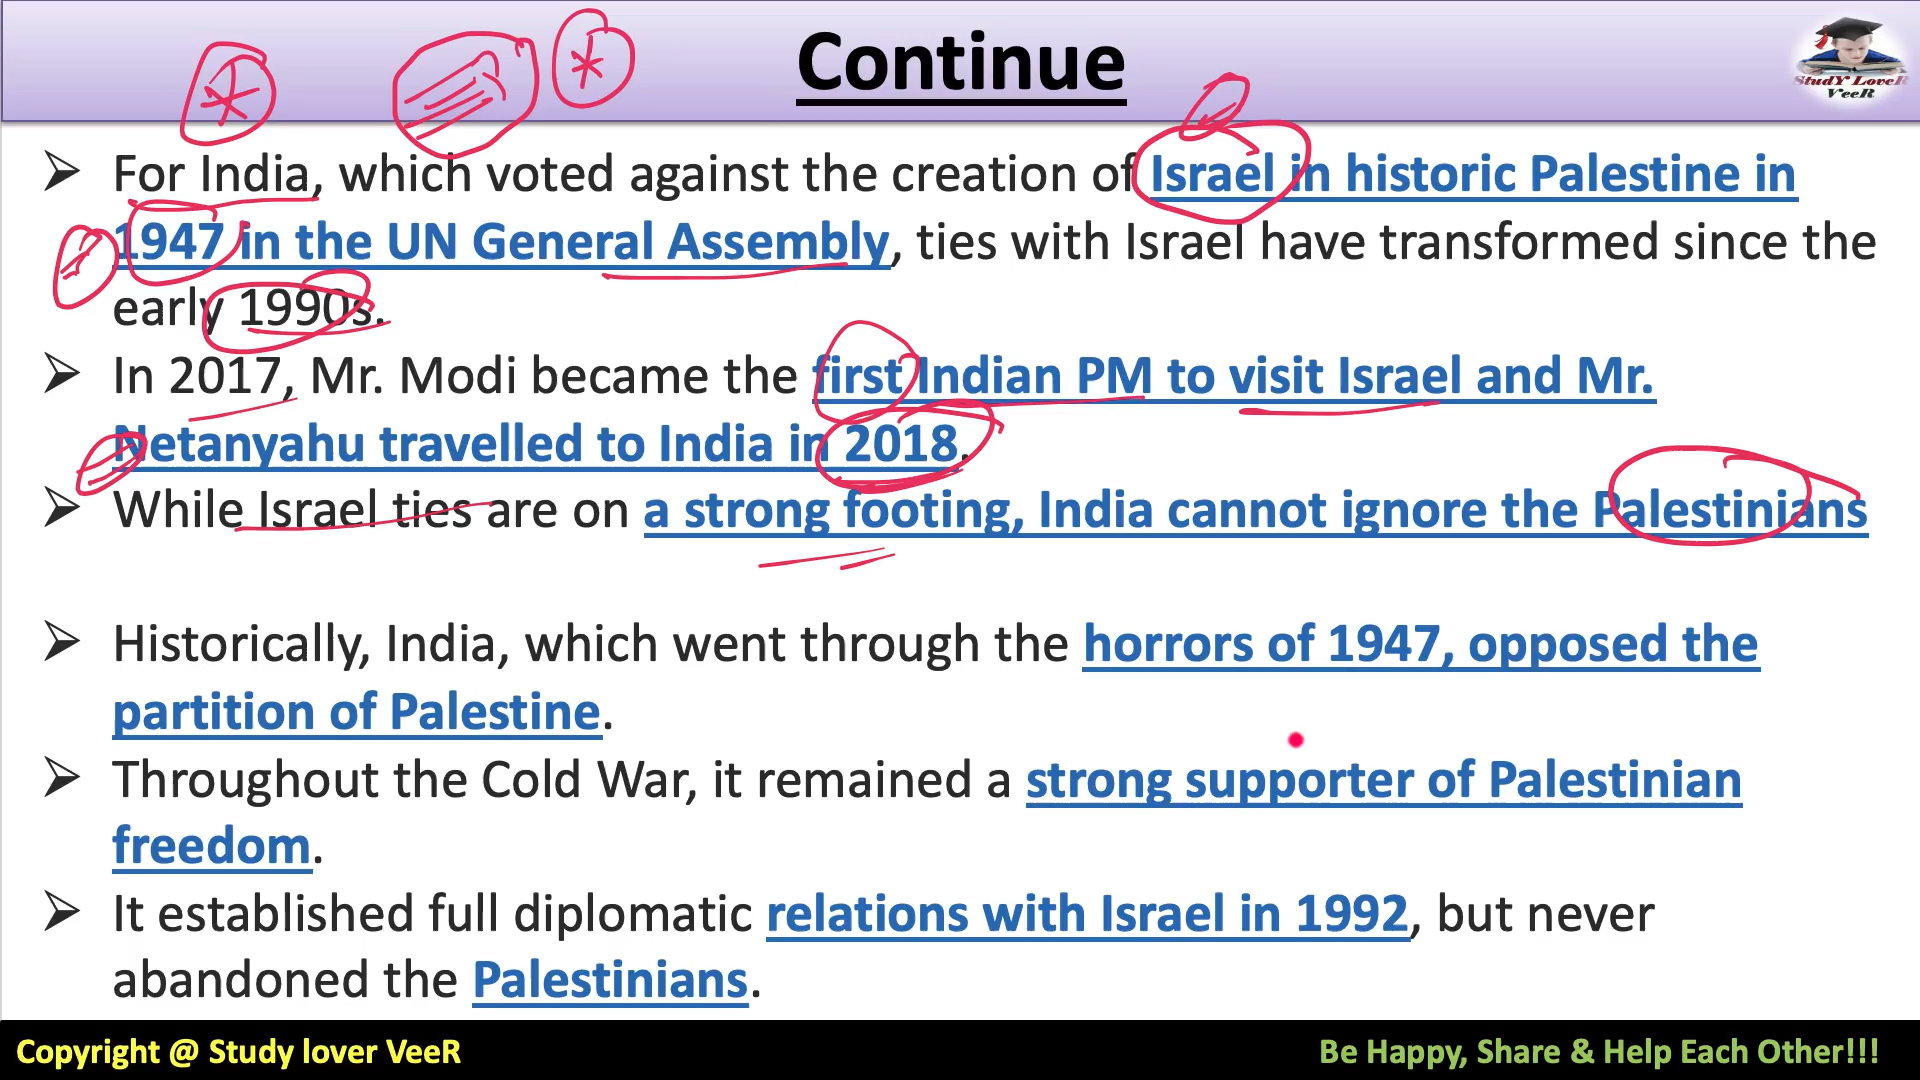 Continue
StudY LoveR
VeeR
➢ For India, which voted against the creation of Israel in historic Palestine in
1947 in the UN General Assembly, ties with Israel have transformed since the
early 1990s.
➢ In 2017, Mr. Modi became the first Indian PM to visit Israel and Mr.
Netanyahu travelled to India in 2018.
➢ While Israel ties are on a strong footing, India cannot ignore the Palestinians
➢ Historically, India, which went through the horrors of 1947, opposed the
partition of Palestine.
➢ Throughout the Cold War, it remained a strong supporter of Palestinian
freedom.
➢ It established full diplomatic relations with Israel in 1992, but never
abandoned the Palestinians.
Copyright @ Study lover VeeR
Be Happy, Share & Help Each Other!!!